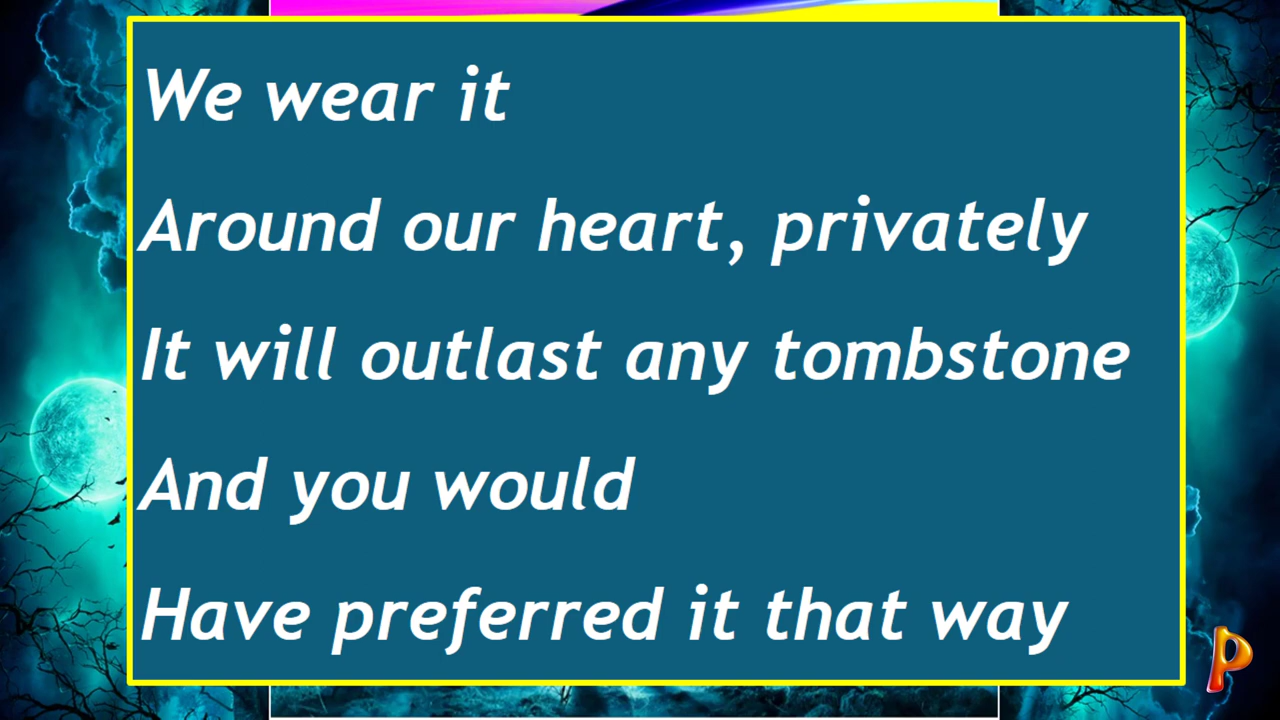 We wear it
Around our heart, privately
It will outlast any tombstone
And you would
Have preferred it that way
P